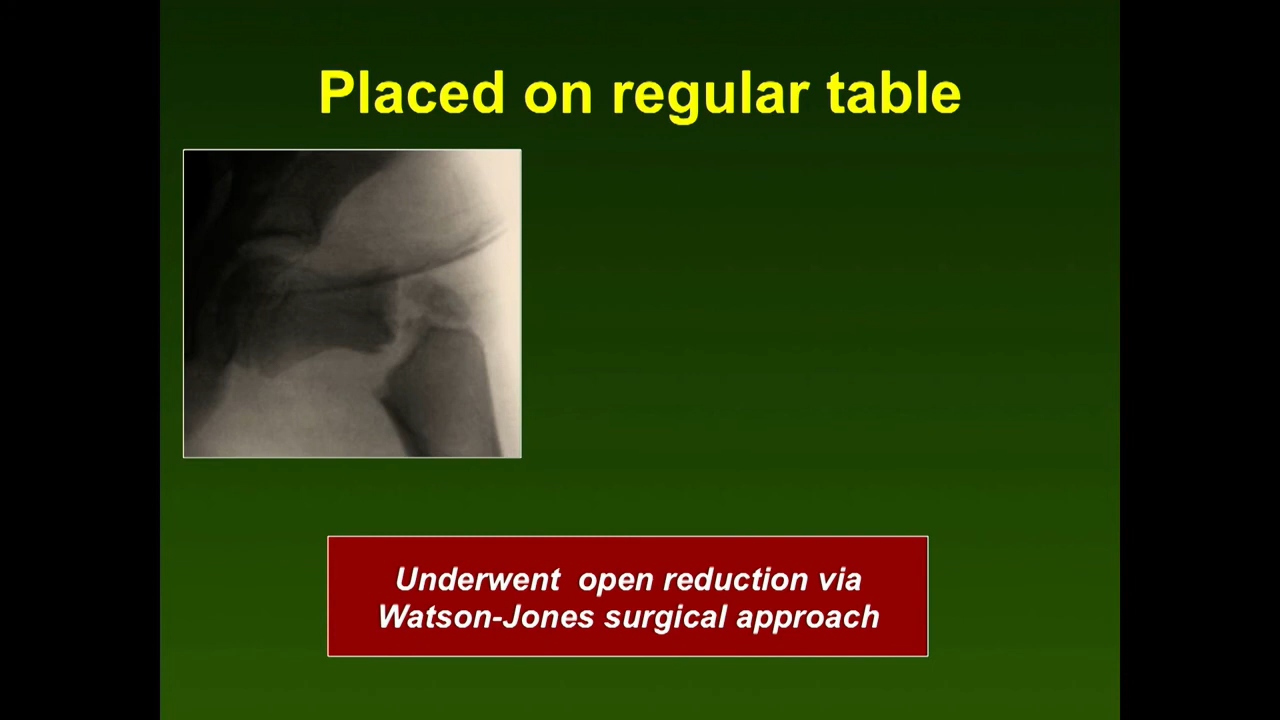 Placed on regular table
Underwent  open reduction via
Watson-Jones surgical approach